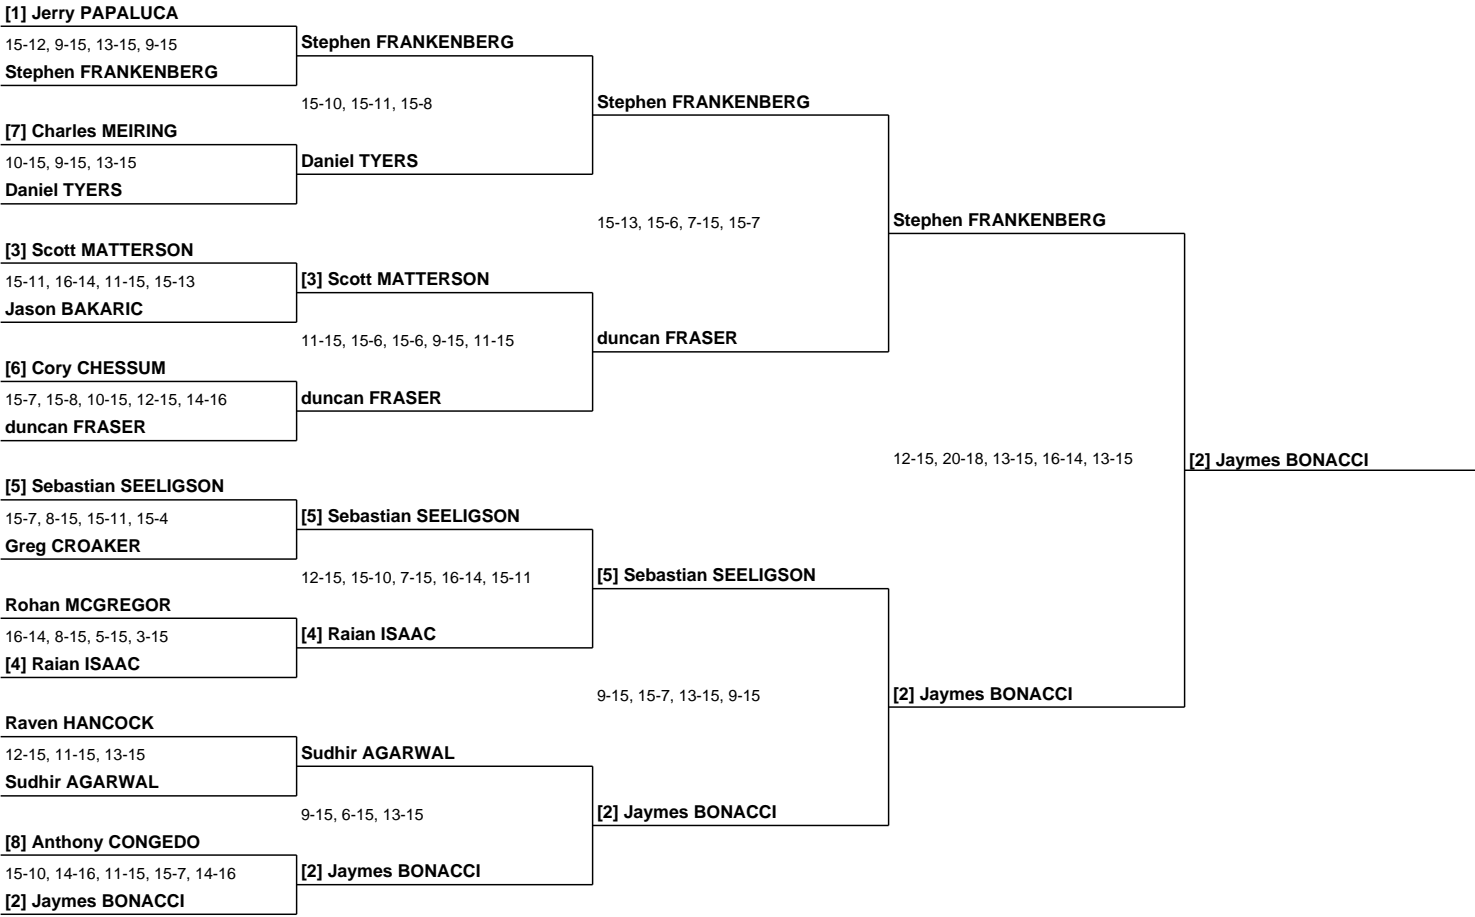 [1] Jerry PAPALUCA
15-12, 9-15, 13-15, 9-15
Stephen FRANKENBERG
[7] Charles MEIRING
10-15, 9-15, 13-15
Daniel TYERS
[3] Scott MATTERSON
15-11, 16-14, 11-15, 15-13
Jason BAKARIC
[6] Cory CHESSUM
15-7, 15-8, 10-15, 12-15, 14-16
duncan FRASER
[5] Sebastian SEELIGSON
15-7, 8-15, 15-11, 15-4
Greg CROAKER
Rohan MCGREGOR
16-14, 8-15, 5-15, 3-15
[4] Raian ISAAC
Raven HANCOCK
12-15, 11-15, 13-15
Sudhir AGARWAL
[8] Anthony CONGEDO
15-10, 14-16, 11-15, 15-7, 14-16
[2] Jaymes BONACCI
Stephen FRANKENBERG
15-10, 15-11, 15-8
Daniel TYERS
[3] Scott MATTERSON
11-15, 15-6, 15-6, 9-15, 11-15
duncan FRASER
[5] Sebastian SEELIGSON
12-15, 15-10, 7-15, 16-14, 15-11
[4] Raian ISAAC
Sudhir AGARWAL
9-15, 6-15, 13-15
[2] Jaymes BONACCI
Stephen FRANKENBERG
15-13, 15-6, 7-15, 15-7
duncan FRASER
[5] Sebastian SEELIGSON
9-15, 15-7, 13-15, 9-15
[2] Jaymes BONACCI
Stephen FRANKENBERG
12-15, 20-18, 13-15, 16-14, 13-15
[2] Jaymes BONACCI
[2] Jaymes BONACCI